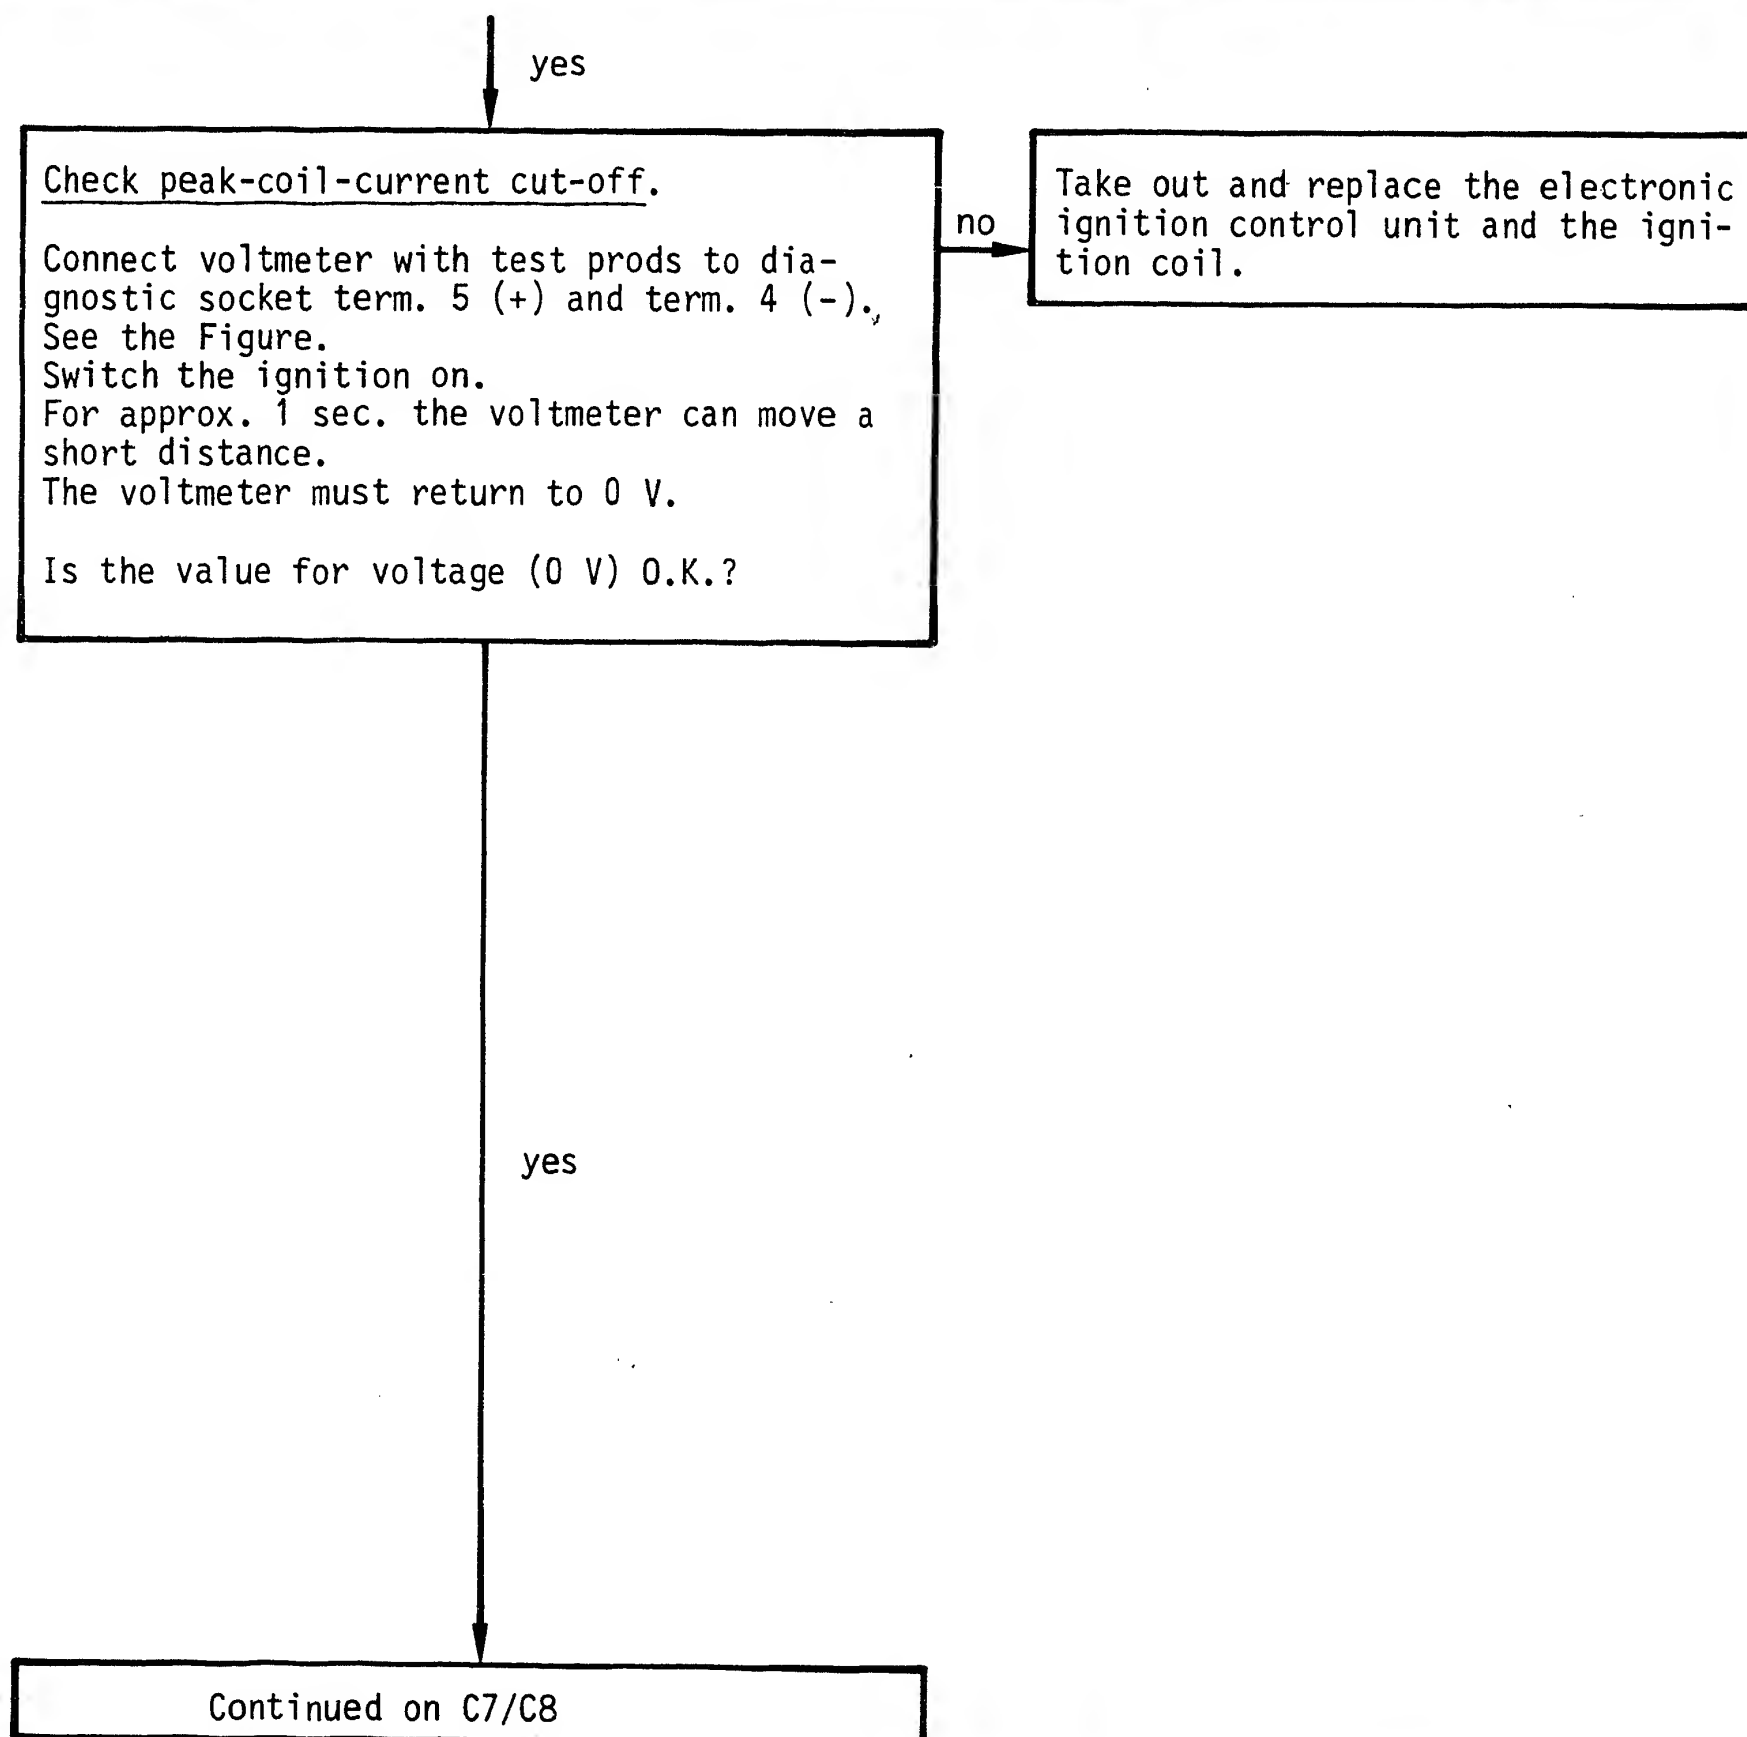 yes
Check peak-coil-current cut-off.
Connect voltmeter with test prods to dia-
gnostic socket term. 5 (+) and term. 4 (-).
See the Figure.
Switch the ignition on.
For approx. 1 sec. the voltmeter can move a
short distance.
The voltmeter must return to 0 V.
Is the value for voltage (0 V) O.K.?
no
Take out and replace the electronic
ignition control unit and the igni-
tion coil.
yes
Continued on C7/C8